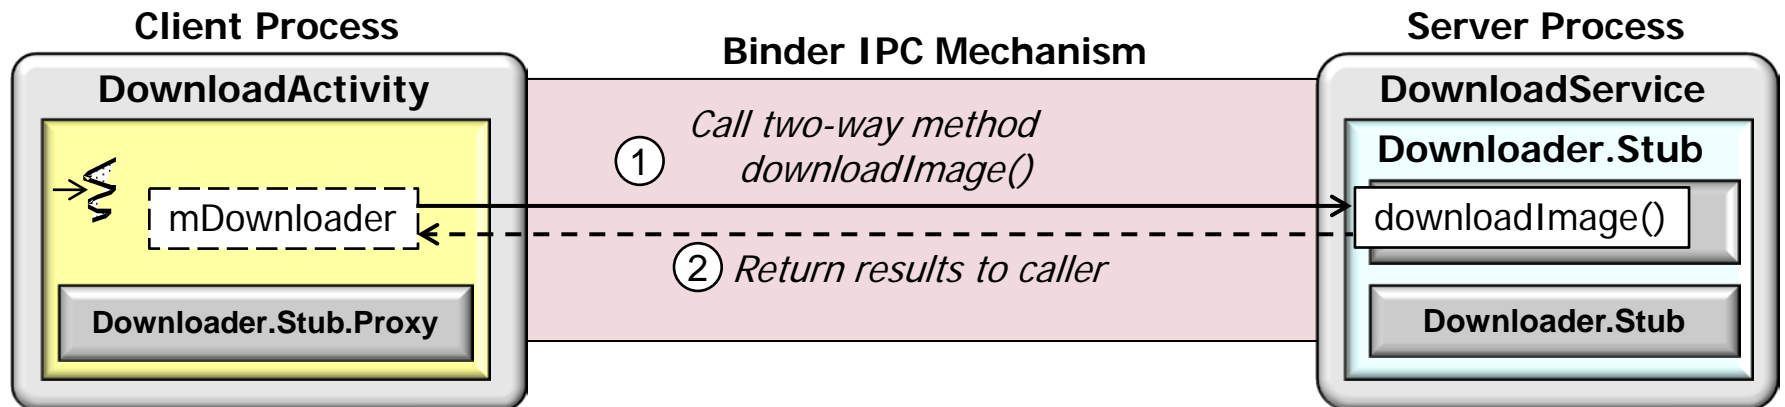 Client Process
DownloadActivity
mDownloader
Downloader.Stub.Proxy
Binder IPC Mechanism
1
Call two-way method
downloadImage()
2
Return results to caller
Server Process
DownloadService
Downloader.Stub
downloadImage()
Downloader.Stub